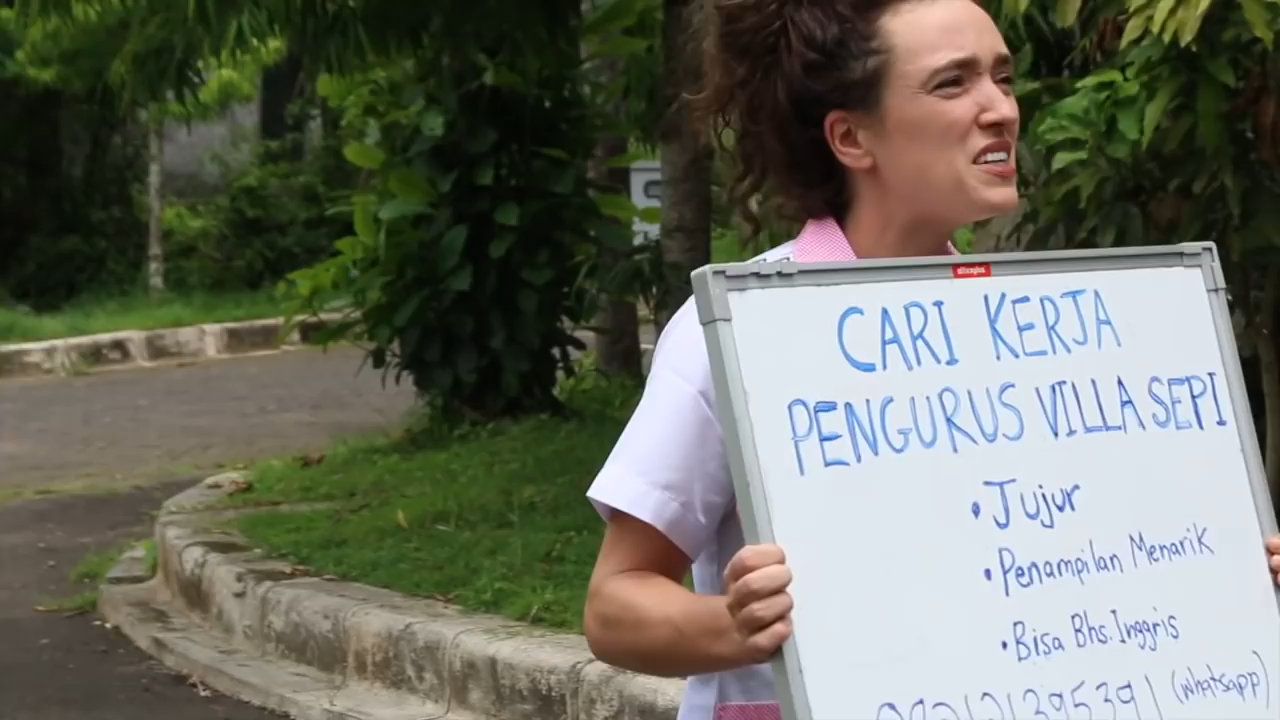 CARI KERJA
PENGURUS VILLA SEPI
• Jujur
• Penampilan Menarik
• Bisa Bhs. Inggris
(Whatsapp)